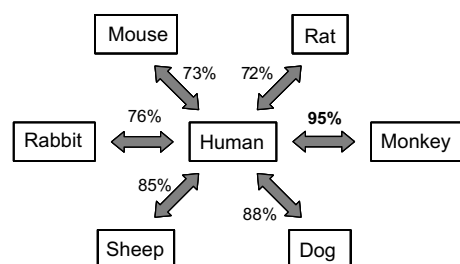 Mouse
Rat
73%
72%
76%
95%
Rabbit
Human
Monkey
85%
88%
Sheep
Dog